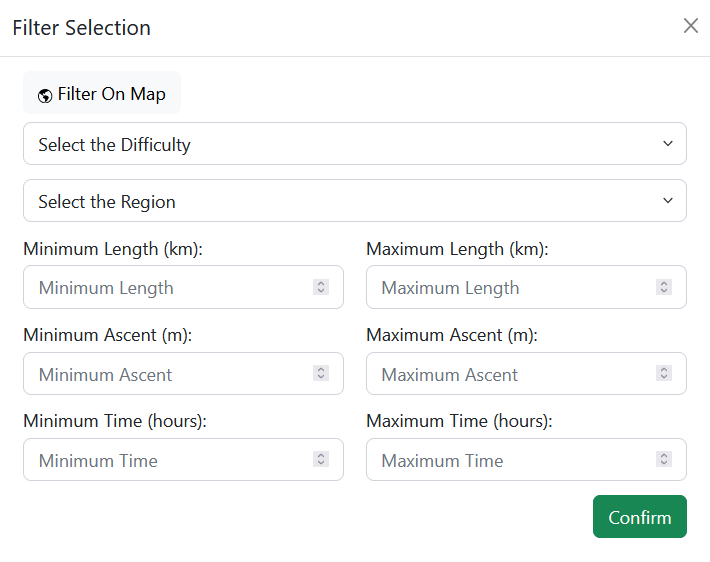 Filter Selection
Filter On Map
Select the Difficulty
Select the Region
Minimum Length (km): Maximum Length (km):
Minimum Length Maximum Length
Minimum Ascent (m): Maximum Ascent (m):
Minimum Ascent Maximum Ascent
Minimum Time (hours): Maximum Time (hours):
Minimum Time Maximum Time
Confirm